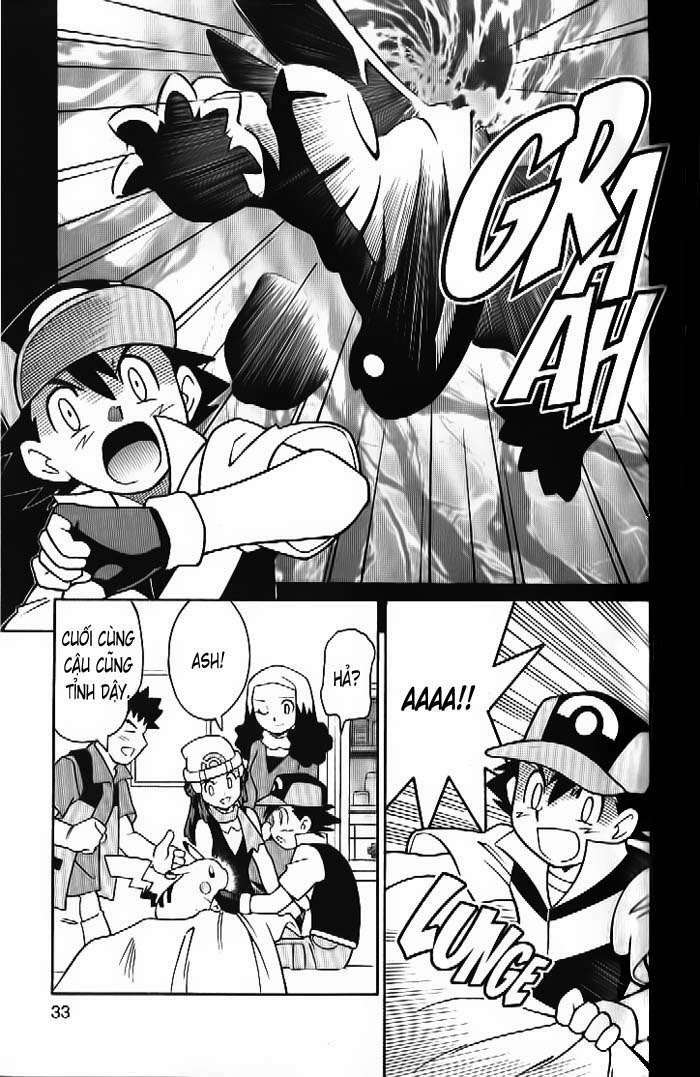 GRAAH
AAAA!!
LUNGE
HẢ?
ASH!
CUỐI CÙNG
CẬU CŨNG
TỈNH DẬY.
33